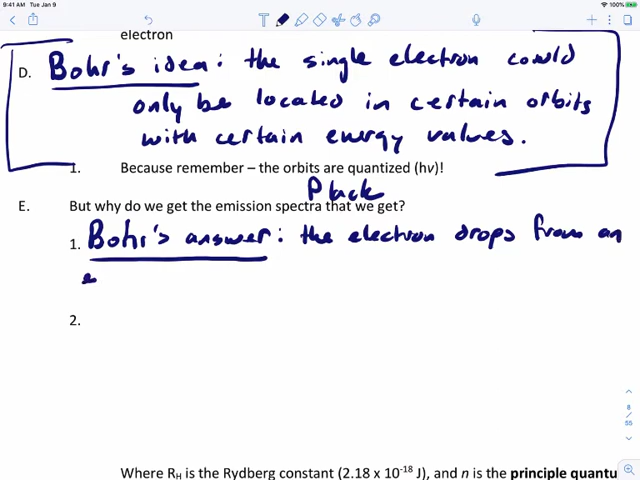 9:41 AM Tue Jan 9
100%
electron
D. Bohr's idea: the single electron could
only be located in certain orbits
with certain energy values.
1. Because remember – the orbits are quantized (hv)!
Plack
E. But why do we get the emission spectra that we get?
1. Bohr's answer: the electron drops from an
e
2.
8
/
55
Where RH is the Rydberg constant (2.18 x 10-18 J), and n is the principle quantu